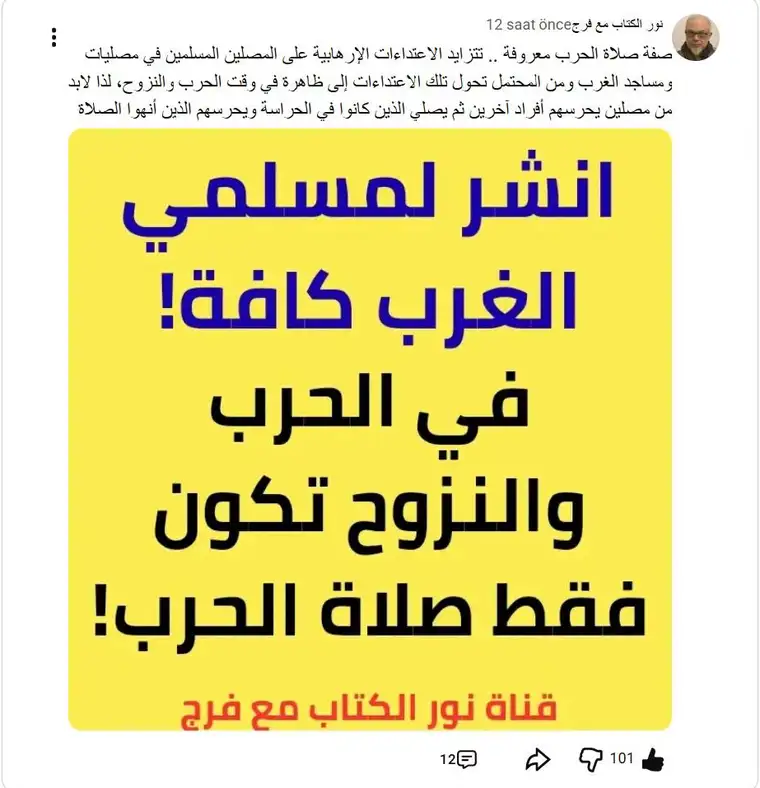 نور الكتاب مع فرج 12 saat önce
صفة صلاة الحرب معروفة .. تتزايد الاعتداءات الإرهابية على المصلين المسلمين في مصليات
ومساجد الغرب ومن المحتمل تحول تلك الاعتداءات إلى ظاهرة في وقت الحرب والنزوح، لذا لابد
من مصلين يحرسهم أفراد آخرين ثم يصلي الذين كانوا في الحراسة ويحرسهم الذين أنهوا الصلاة
انشر لمسلمي
الغرب كافة!
في الحرب
والنزوح تكون
فقط صلاة الحرب!
قناة نور الكتاب مع فرج
101
12